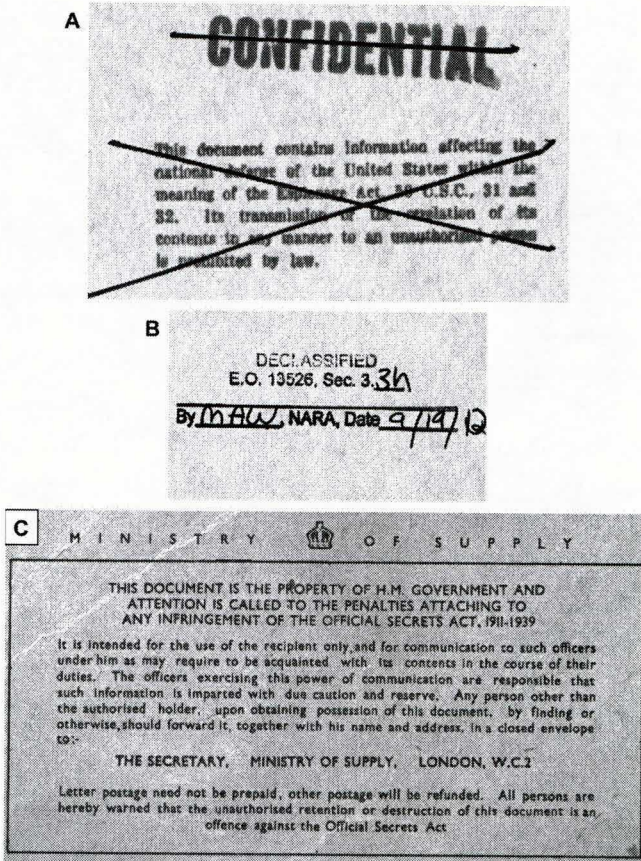 A
CONFIDENTIAL
This document contains information affecting the
national defense of the United States within the
meaning of the Espionage Act, 50 U.S.C., 31 and
32. Its transmission or the revelation of its
contents in any manner to an unauthorized person
is prohibited by law.
B
DECLASSIFIED
E.O. 13526, Sec. 3.3h
By MAW, NARA, Date 9/19/12
C
MINISTRY OF SUPPLY
THIS DOCUMENT IS THE PROPERTY OF H.M. GOVERNMENT AND
ATTENTION IS CALLED TO THE PENALTIES ATTACHING TO
ANY INFRINGEMENT OF THE OFFICIAL SECRETS ACT, 1911-1939
It is intended for the use of the recipient only, and for communication to such officers
under him as may require to be acquainted with its contents in the course of their
duties. The officers exercising this power of communication are responsible that
such information is imparted with due caution and reserve. Any person other than
the authorised holder, upon obtaining possession of this document, by finding or
otherwise, should forward it, together with his name and address, in a closed envelope
to:-
THE SECRETARY, MINISTRY OF SUPPLY, LONDON, W.C.2
Letter postage need not be prepaid, other postage will be refunded. All persons are
hereby warned that the unauthorised retention or destruction of this document is an
offence against the Official Secrets Act